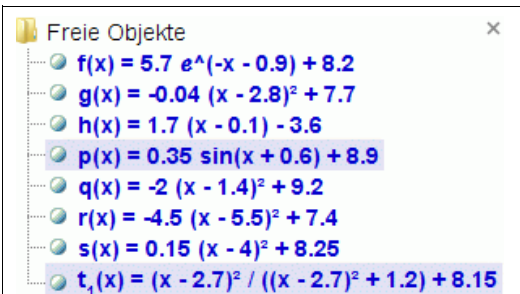 Freie Objekte
f(x) = 5.7 e^(-x - 0.9) + 8.2
g(x) = -0.04 (x - 2.8)² + 7.7
h(x) = 1.7 (x - 0.1) - 3.6
p(x) = 0.35 sin(x + 0.6) + 8.9
q(x) = -2 (x - 1.4)² + 9.2
r(x) = -4.5 (x - 5.5)² + 7.4
s(x) = 0.15 (x - 4)² + 8.25
t₁(x) = (x - 2.7)² / ((x - 2.7)² + 1.2) + 8.15